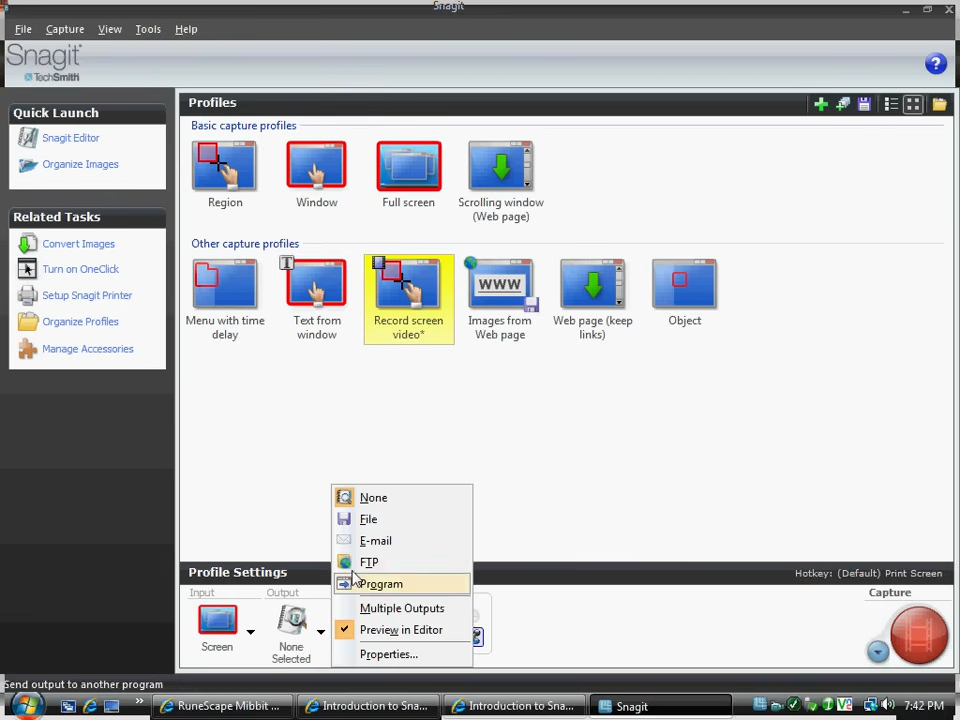 Snagit
File Capture View Tools Help
Snagit
TechSmith
?
Quick Launch
Snagit Editor
Organize Images
Related Tasks
Convert Images
Turn on OneClick
Setup Snagit Printer
Organize Profiles
Manage Accessories
Profiles
Basic capture profiles
Region
Window
Full screen
Scrolling window
(Web page)
Other capture profiles
T
WWW
Menu with time
delay
Text from
window
Record screen
video*
Images from
Web page
Web page (keep
links)
Object
None
File
E-mail
FTP
Program
Multiple Outputs
Preview in Editor
Properties...
Profile Settings
Hotkey: (Default) Print Screen
Input
Output
Capture
Screen
None
Selected
Send output to another program
RuneScape Mibbit ...
Introduction to Sna...
Introduction to Sna...
Snagit
7:42 PM